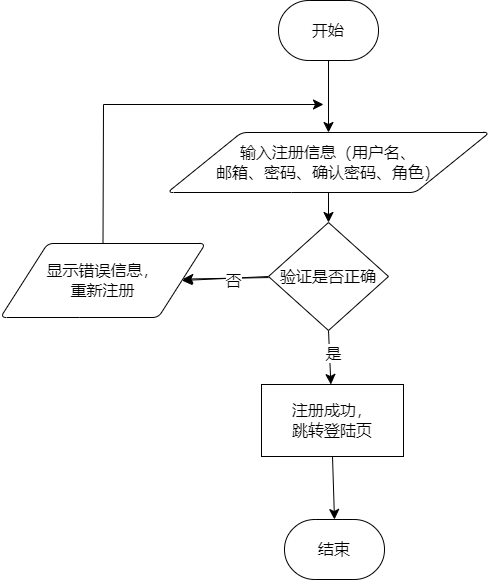 开始
输入注册信息（用户名、
邮箱、密码、确认密码、角色）
验证是否正确
否
显示错误信息，
重新注册
是
注册成功，
跳转登陆页
结束